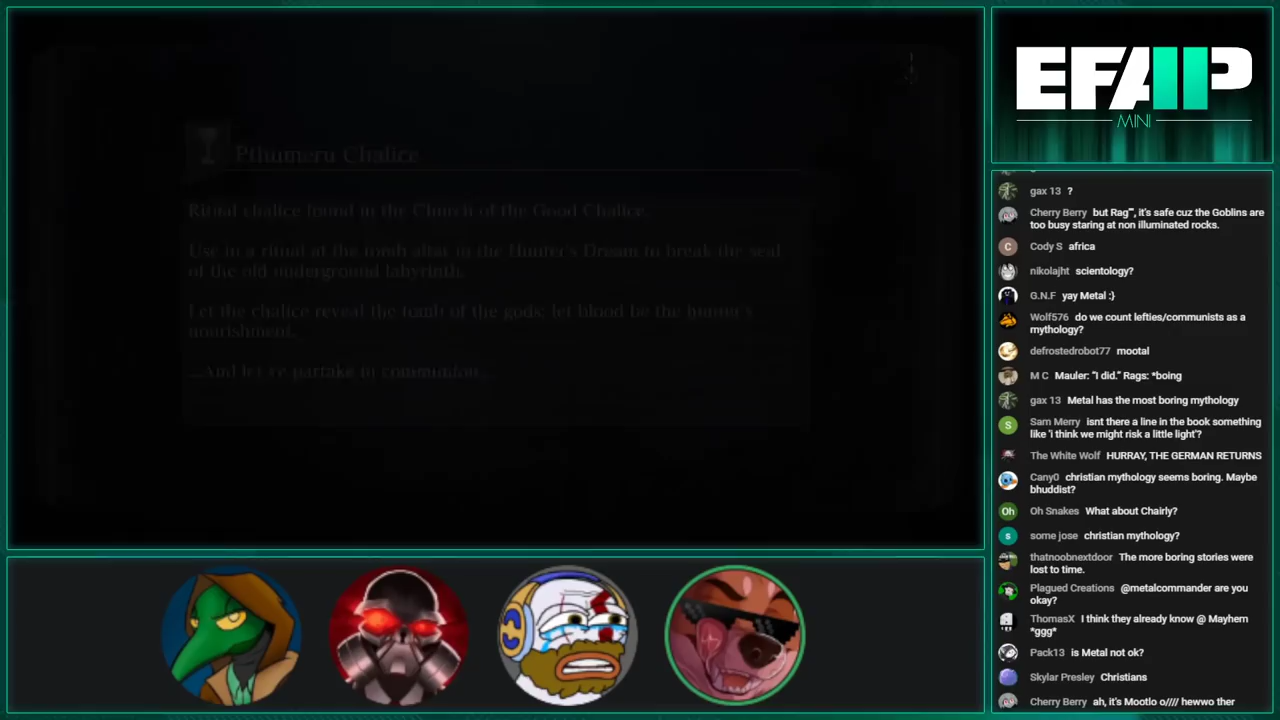 Pthumeru Chalice
Ritual chalice found in the Church of the Good Chalice.
Use in a ritual at the tomb altar in the Hunter's Dream to break the seal
of the old underground labyrinth.
Let the chalice reveal the tomb of the gods; let blood be the hunter's
nourishment.
...And let ye partake in communion...
EFAP
MINI
gax 13 ?
Cherry Berry but Rag"", it's safe cuz the Goblins are
too busy staring at non illuminated rocks.
Cody S africa
nikolajht scientology?
G.N.F yay Metal :}
Wolf576 do we count lefties/communists as a
mythology?
defrostedrobot77 mootal
M C Mauler: "I did." Rags: *boing
gax 13 Metal has the most boring mythology
S Sam Merry isnt there a line in the book something
like 'i think we might risk a little light'?
The White Wolf HURRAY, THE GERMAN RETURNS
Cany0 christian mythology seems boring. Maybe
bhuddist?
Oh Oh Snakes What about Chairly?
s some jose christian mythology?
thatnoobnextdoor The more boring stories were
lost to time.
Plagued Creations @metalcommander are you
okay?
ThomasX I think they already know @ Mayhem
*ggg*
Pack13 is Metal not ok?
Skylar Presley Christians
Cherry Berry ah, it's Mootlo o//// hewwo ther